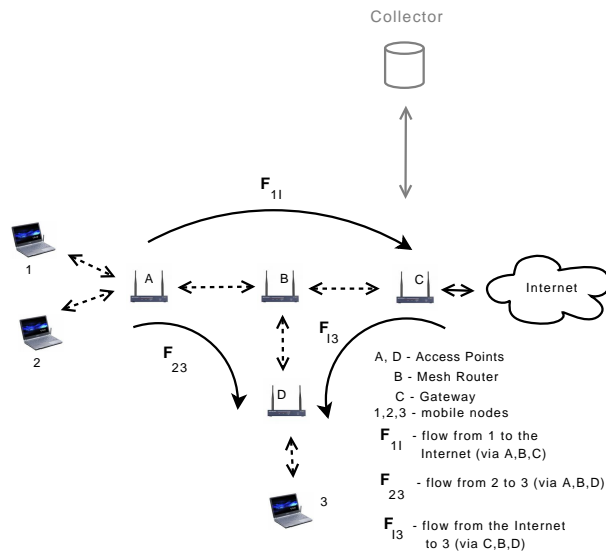 Collector
F1I
1
A
B
C
Internet
2
F23
FI3
D
3
A, D - Access Points
B - Mesh Router
C - Gateway
1,2,3 - mobile nodes
F1I - flow from 1 to the
Internet (via A,B,C)
F23 - flow from 2 to 3 (via A,B,D)
FI3 - flow from the Internet
to 3 (via C,B,D)